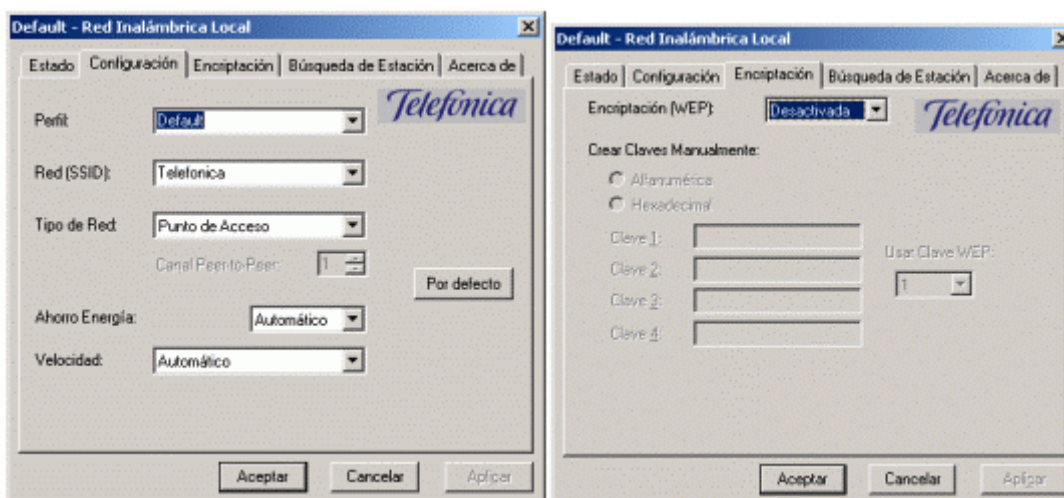 Default - Red Inalámbrica Local
Estado Configuración Encriptación Búsqueda de Estación Acerca de
Telefónica
Perfil: Default
Red (SSID): Telefonica
Tipo de Red: Punto de Acceso
Canal Peer-to-Peer: 1
Por defecto
Ahorro Energía: Automático
Velocidad: Automático
Aceptar Cancelar Aplicar
Default - Red Inalámbrica Local
Estado Configuración Encriptación Búsqueda de Estación Acerca de
Telefónica
Encriptación (WEP): Desactivada
Crear Claves Manualmente:
Alfanumérica
Hexadecimal
Clave 1:
Clave 2:
Clave 3:
Clave 4:
Usar Clave WEP:
1
Aceptar Cancelar Aplicar